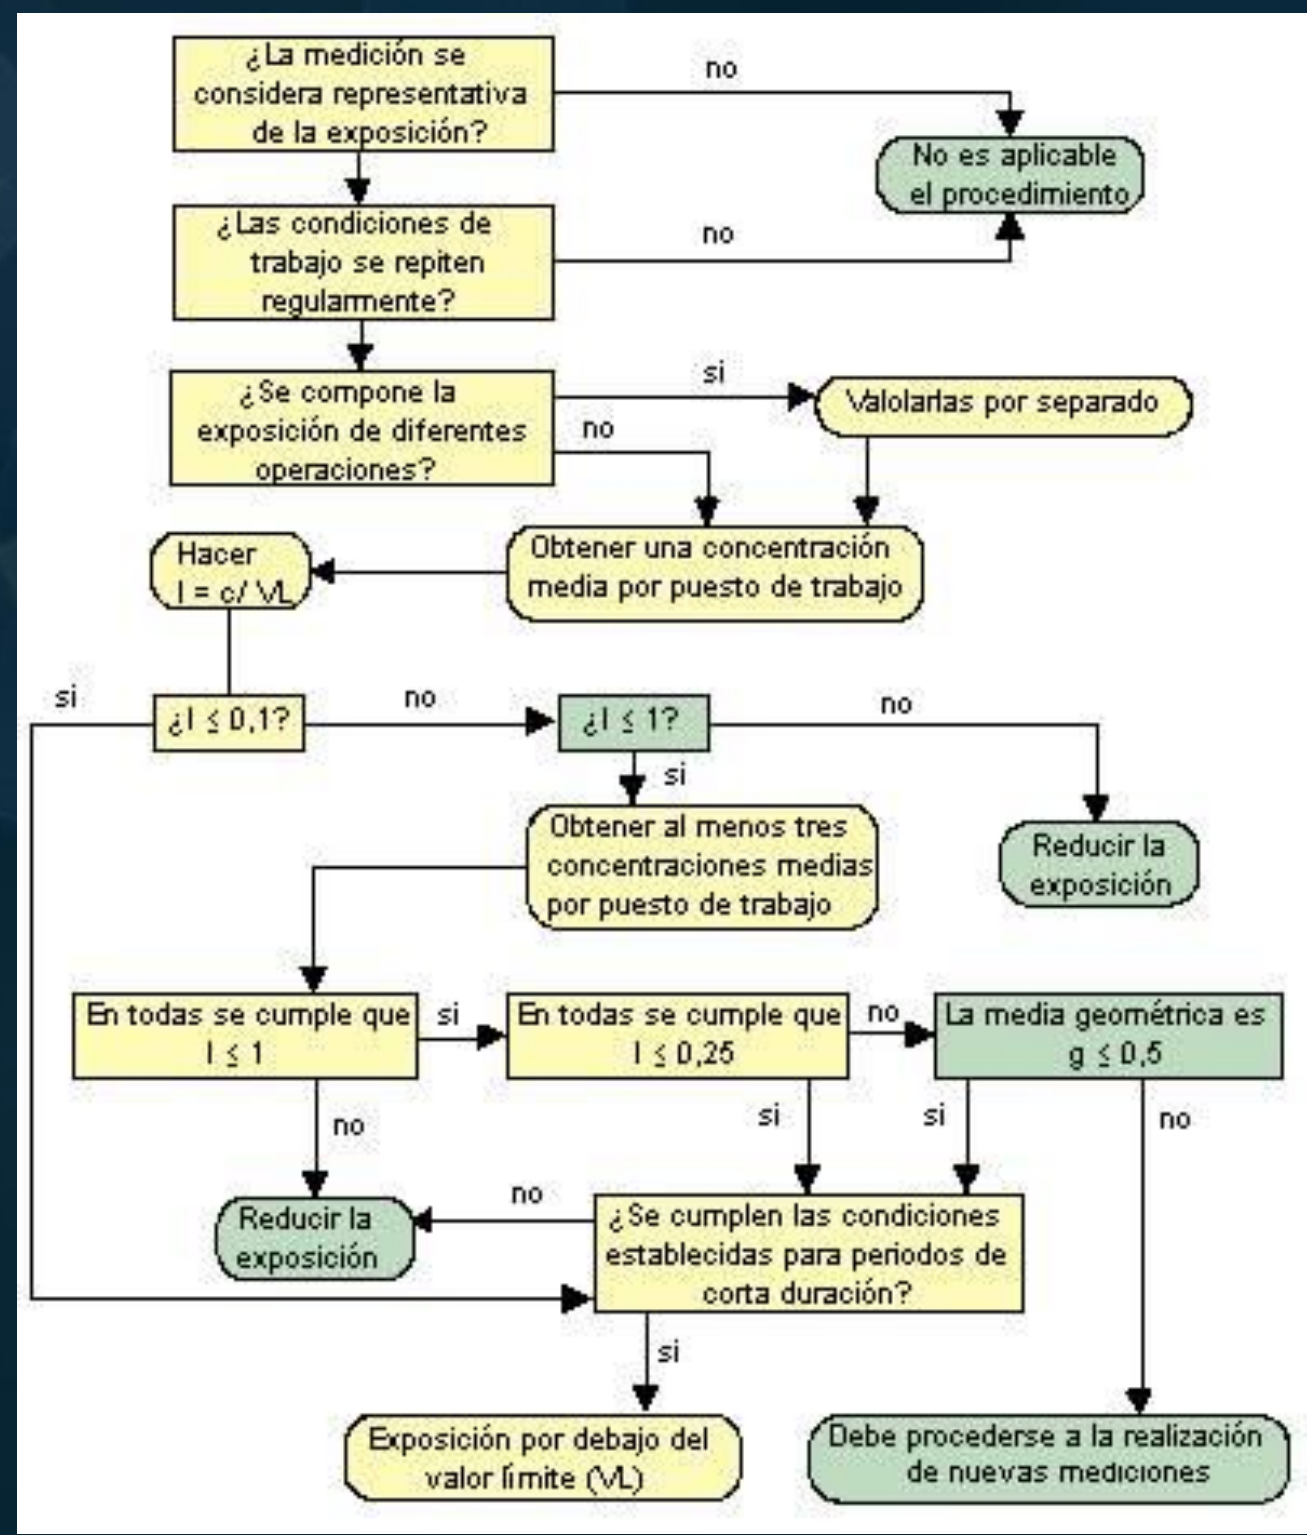 ¿La medición se
considera representativa
de la exposición?
no
No es aplicable
el procedimiento
¿Las condiciones de
trabajo se repiten
regularmente?
no
¿Se compone la
exposición de diferentes
operaciones?
si
Valolarlas por separado
no
Obtener una concentración
media por puesto de trabajo
Hacer
I = c/ VL
si
¿I ≤ 0,1?
no
¿I ≤ 1?
no
si
Obtener al menos tres
concentraciones medias
por puesto de trabajo
Reducir la
exposición
En todas se cumple que
I ≤ 1
si
En todas se cumple que
I ≤ 0,25
no
La media geométrica es
g ≤ 0,5
no
si
si
no
Reducir la
exposición
no
¿Se cumplen las condiciones
establecidas para periodos de
corta duración?
si
Exposición por debajo del
valor límite (VL)
Debe procederse a la realización
de nuevas mediciones